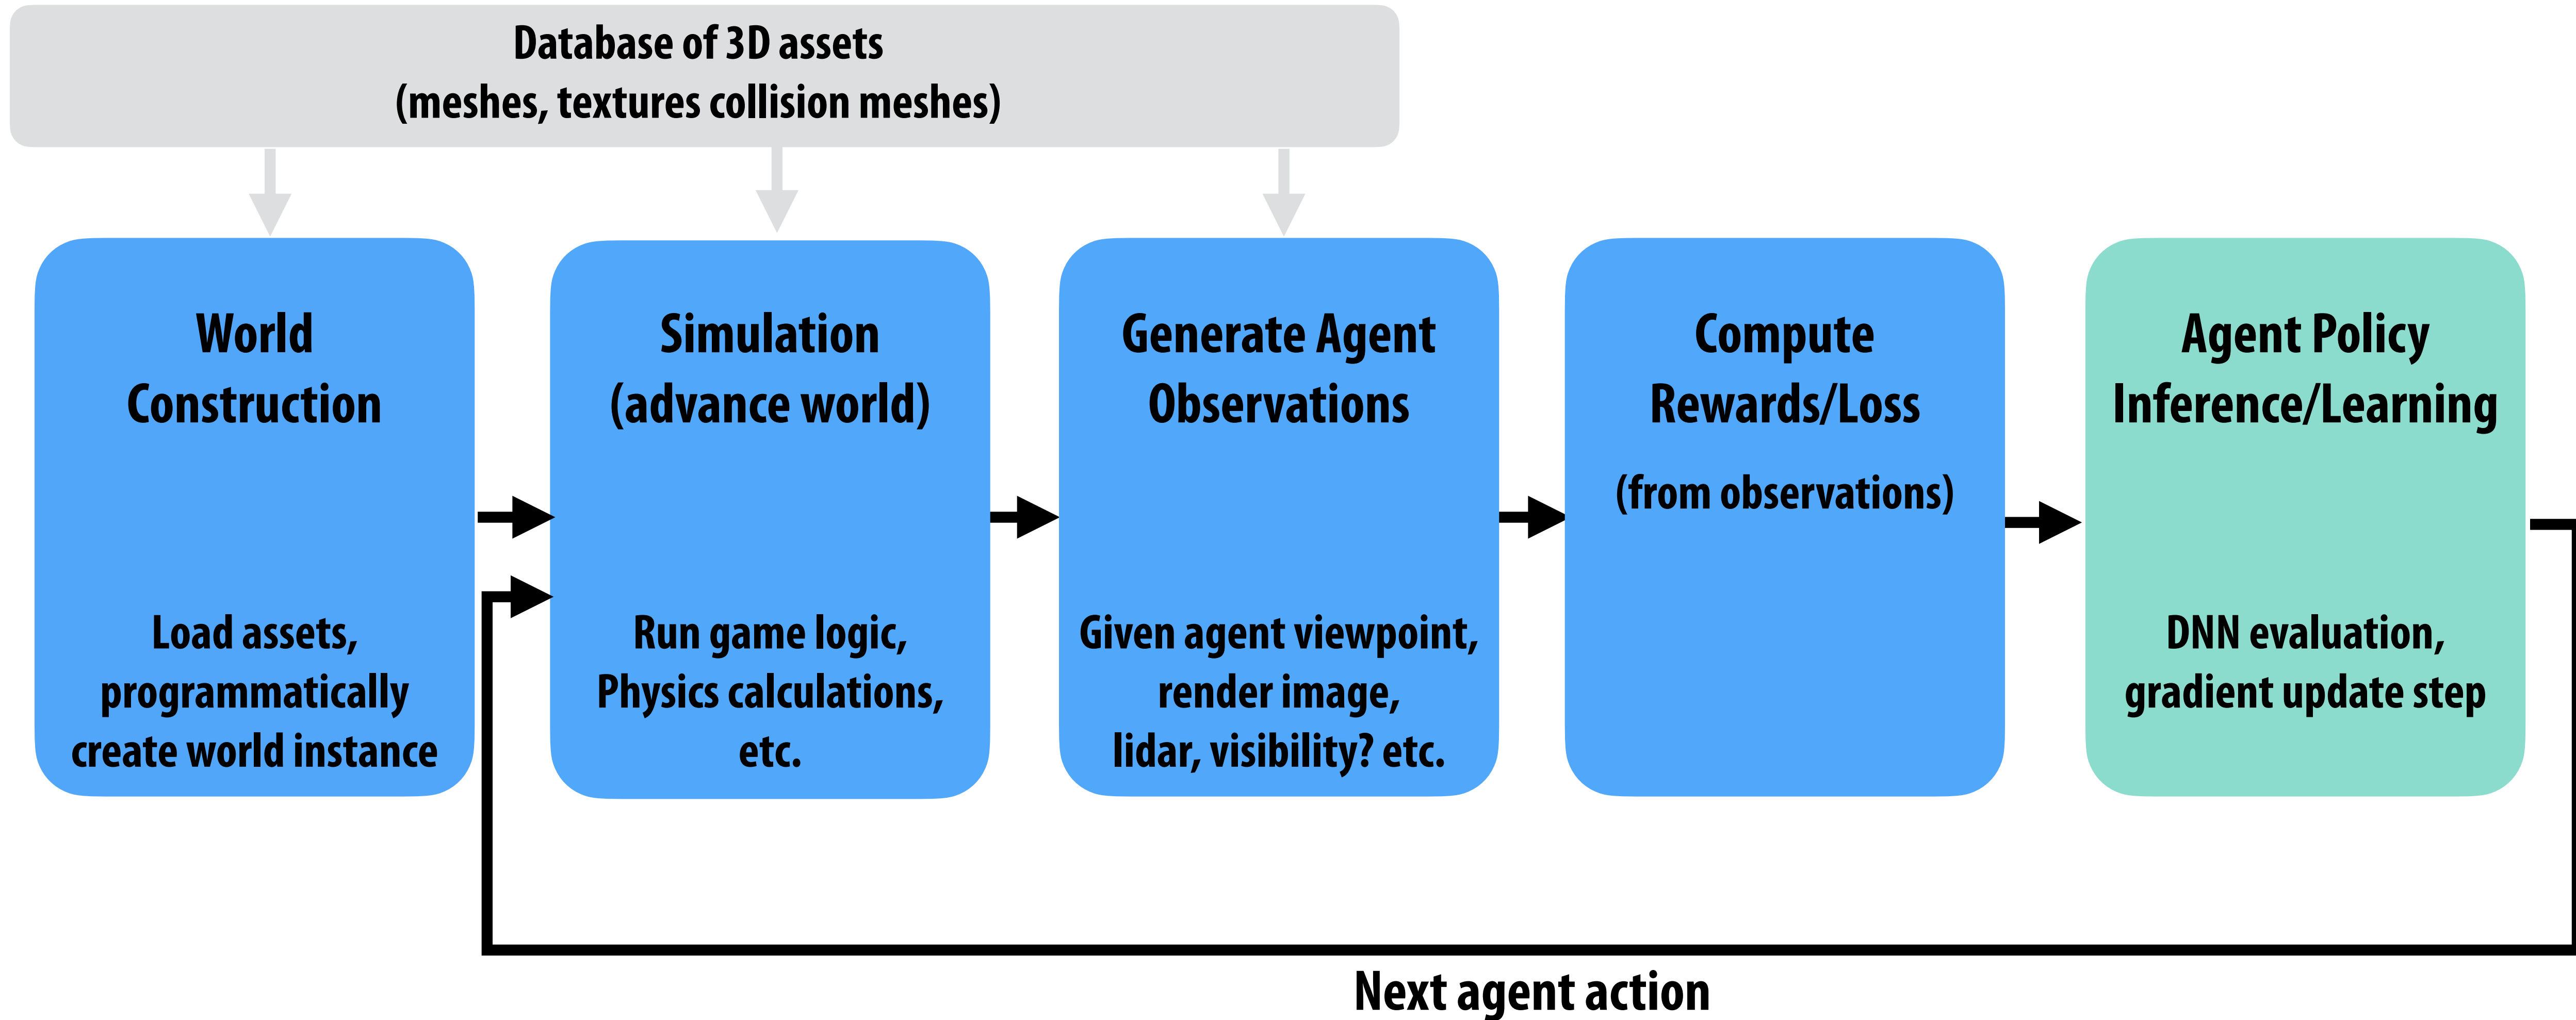 Database of 3D assets
(meshes, textures collision meshes)
World
Construction
Load assets,
programmatically
create world instance
Simulation
(advance world)
Run game logic,
Physics calculations,
etc.
Generate Agent
Observations
Given agent viewpoint,
render image,
lidar, visibility? etc.
Compute
Rewards/Loss
(from observations)
Agent Policy
Inference/Learning
DNN evaluation,
gradient update step
Next agent action